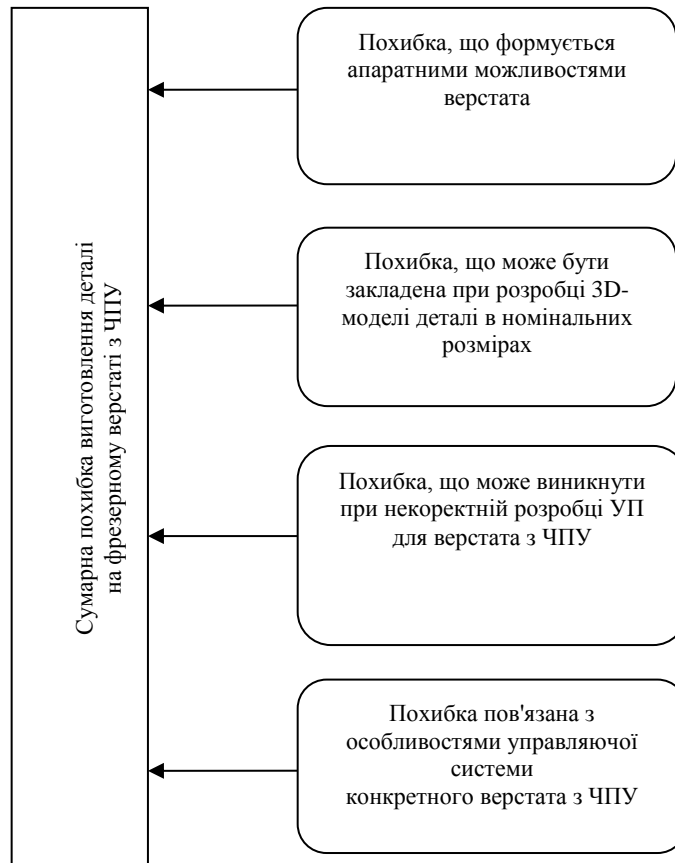 Сумарна похибка виготовлення деталі
на фрезерному верстаті з ЧПУ
Похибка, що формується
апаратними можливостями
верстата
Похибка, що може бути
закладена при розробці 3D-
моделі деталі в номінальних
розмірах
Похибка, що може виникнути
при некоректній розробці УП
для верстата з ЧПУ
Похибка пов'язана з
особливостями управляючої
системи
конкретного верстата з ЧПУ